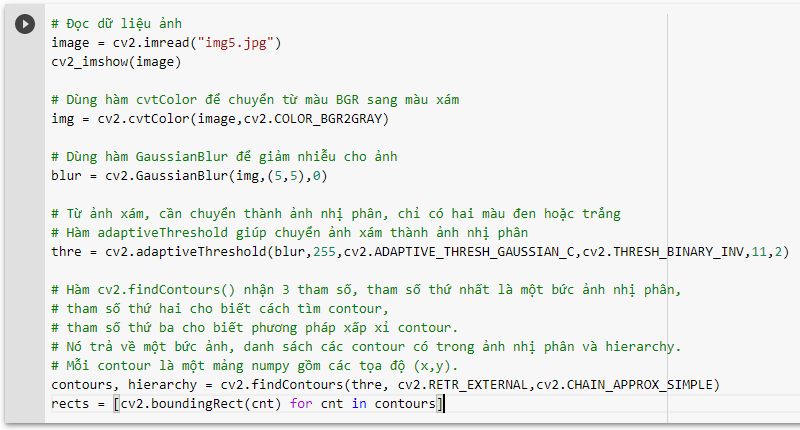 # Đọc dữ liệu ảnh
image = cv2.imread("img5.jpg")
cv2_imshow(image)
# Dùng hàm cvtColor để chuyển từ màu BGR sang màu xám
img = cv2.cvtColor(image,cv2.COLOR_BGR2GRAY)
# Dùng hàm GaussianBlur để giảm nhiễu cho ảnh
blur = cv2.GaussianBlur(img,(5,5),0)
# Từ ảnh xám, cần chuyển thành ảnh nhị phân, chỉ có hai màu đen hoặc trắng
# Hàm adaptiveThreshold giúp chuyển ảnh xám thành ảnh nhị phân
thre = cv2.adaptiveThreshold(blur,255,cv2.ADAPTIVE_THRESH_GAUSSIAN_C,cv2.THRESH_BINARY_INV,11,2)
# Hàm cv2.findContours() nhận 3 tham số, tham số thứ nhất là một bức ảnh nhị phân,
# tham số thứ hai cho biết cách tìm contour,
# tham số thứ ba cho biết phương pháp xấp xỉ contour.
# Nó trả về một bức ảnh, danh sách các contour có trong ảnh nhị phân và hierarchy.
# Mỗi contour là một mảng numpy gồm các tọa độ (x,y).
contours, hierarchy = cv2.findContours(thre, cv2.RETR_EXTERNAL,cv2.CHAIN_APPROX_SIMPLE)
rects = [cv2.boundingRect(cnt) for cnt in contours]